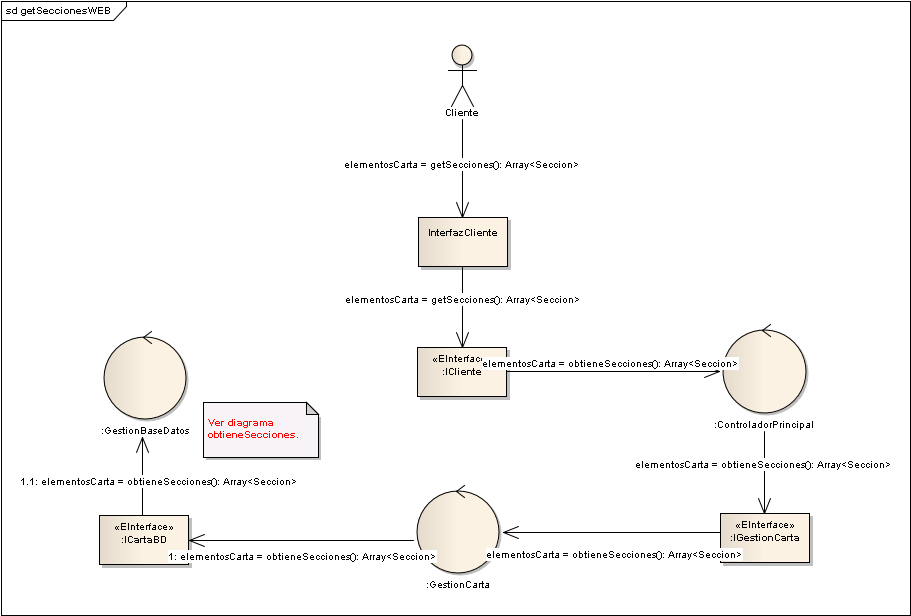 sd getSeccionesWEB
Cliente
elementosCarta = getSecciones(): Array<Seccion>
InterfazCliente
elementosCarta = getSecciones(): Array<Seccion>
«EInterface»
:ICliente
elementosCarta = obtieneSecciones(): Array<Seccion>
:ControladorPrincipal
:GestionBaseDatos
Ver diagrama
obtieneSecciones.
elementosCarta = obtieneSecciones(): Array<Seccion>
1.1: elementosCarta = obtieneSecciones(): Array<Seccion>
«EInterface»
:ICartaBD
«EInterface»
:IGestionCarta
1: elementosCarta = obtieneSecciones(): Array<Seccion>
elementosCarta = obtieneSecciones(): Array<Seccion>
:GestionCarta